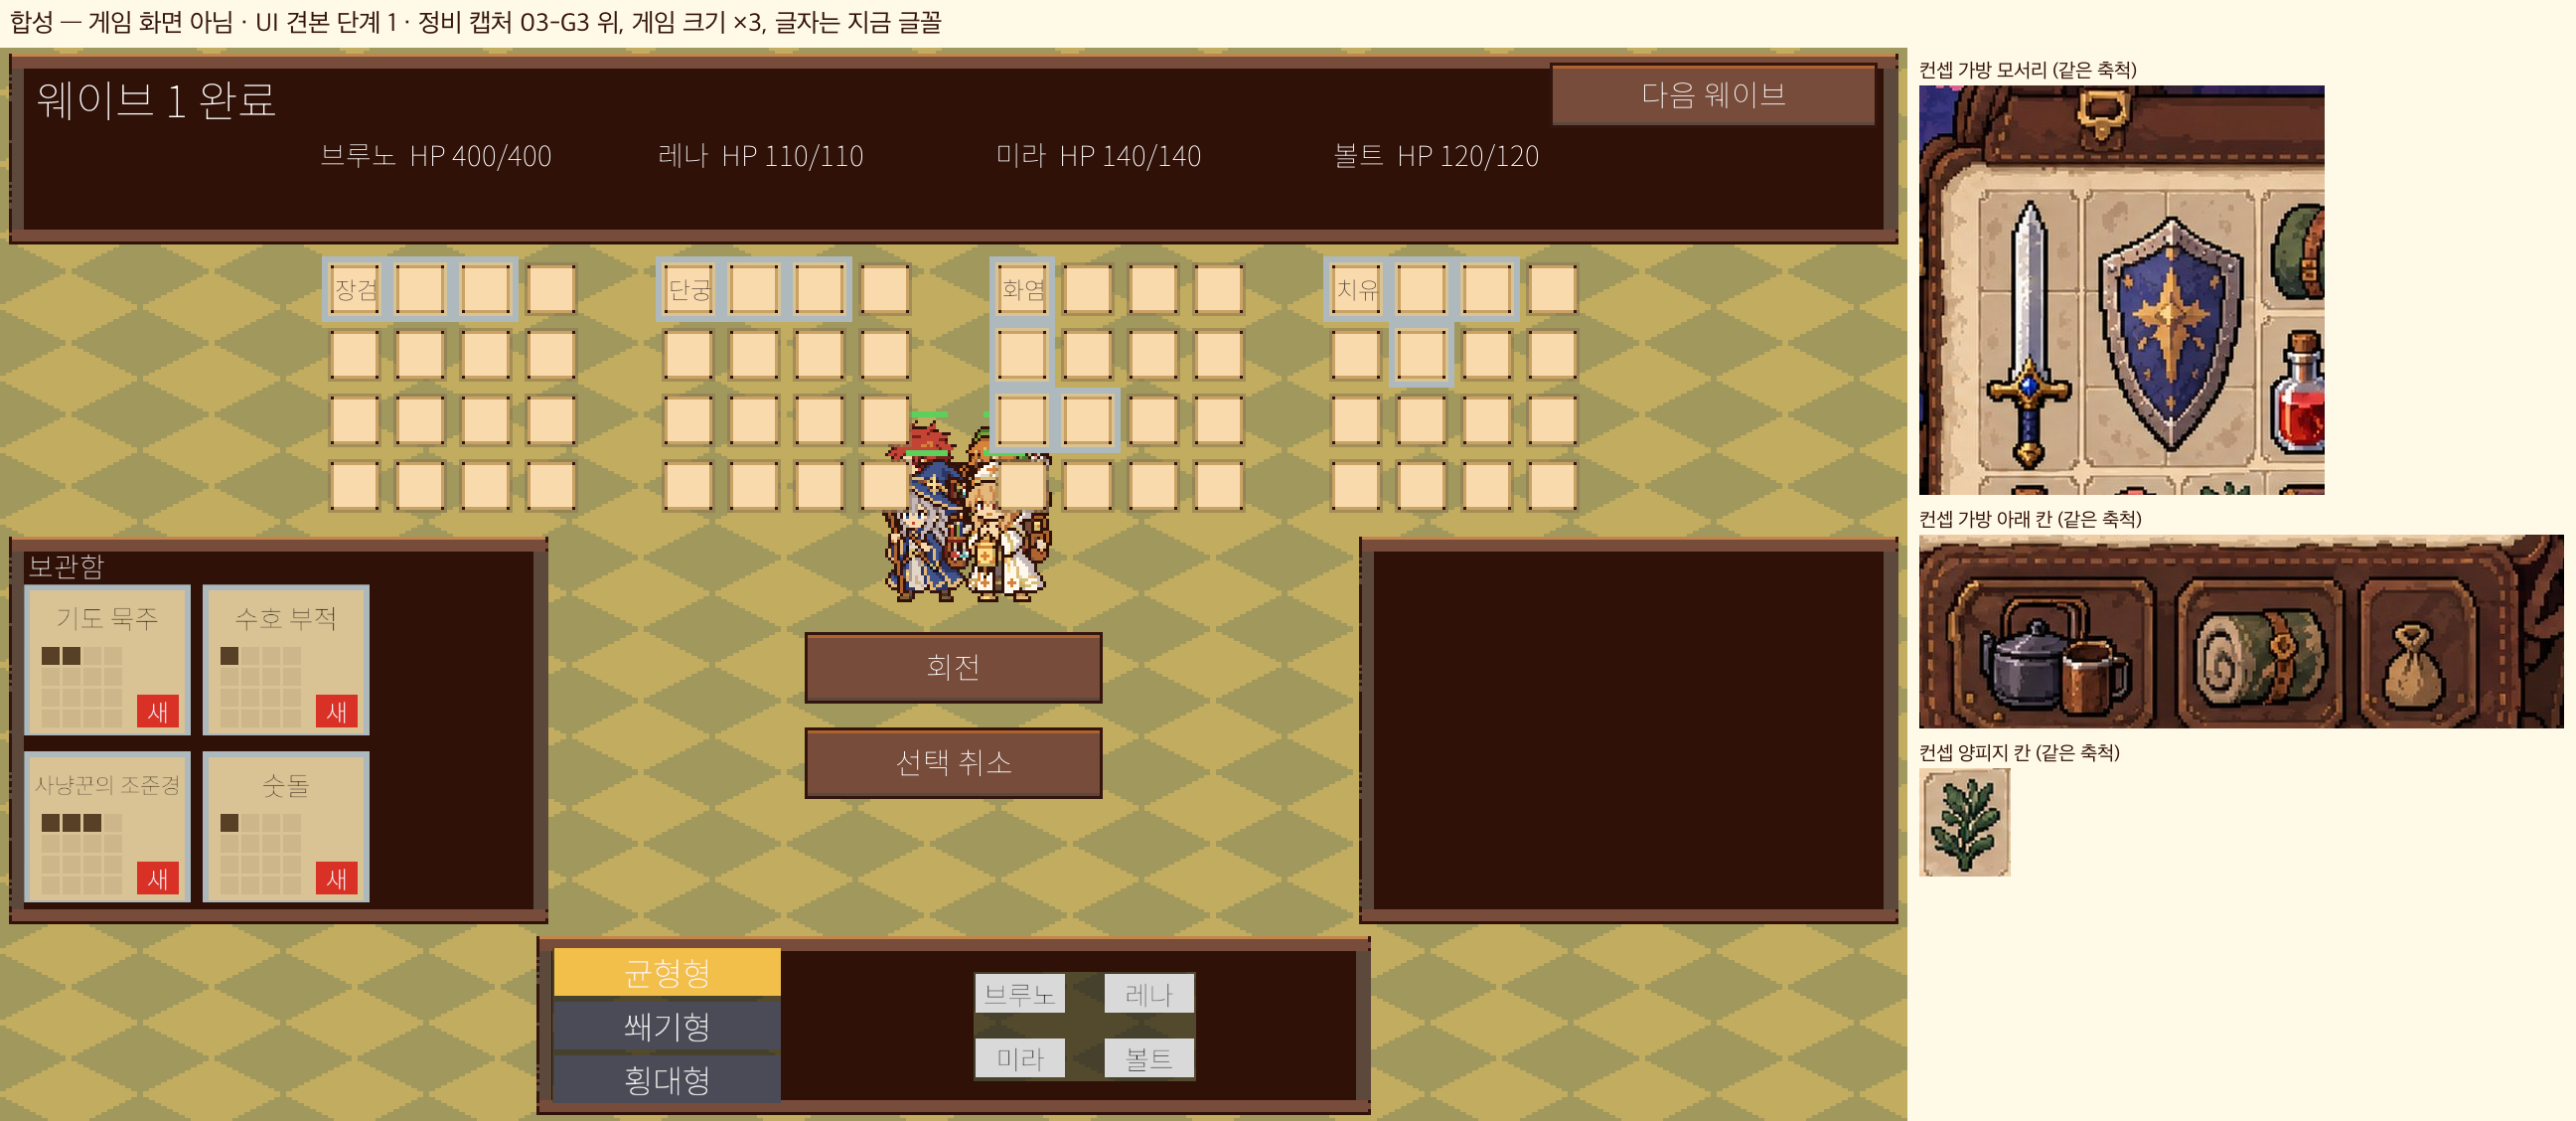 합성 — 게임 화면 아님 · UI 견본 단계 1 · 정비 캡처 03-G3 위, 게임 크기 ×3, 글자는 지금 글꼴
웨이브 1 완료
다음 웨이브
브루노 HP 400/400
레나 HP 110/110
미라 HP 140/140
볼트 HP 120/120
장검
단궁
화염
치유
보관함
기도 묵주
새
수호 부적
새
사냥꾼의 조준경
새
숫돌
새
회전
선택 취소
균형형
쐐기형
횡대형
브루노
레나
미라
볼트
컨셉 가방 모서리 (같은 축척)
컨셉 가방 아래 칸 (같은 축척)
컨셉 양피지 칸 (같은 축척)